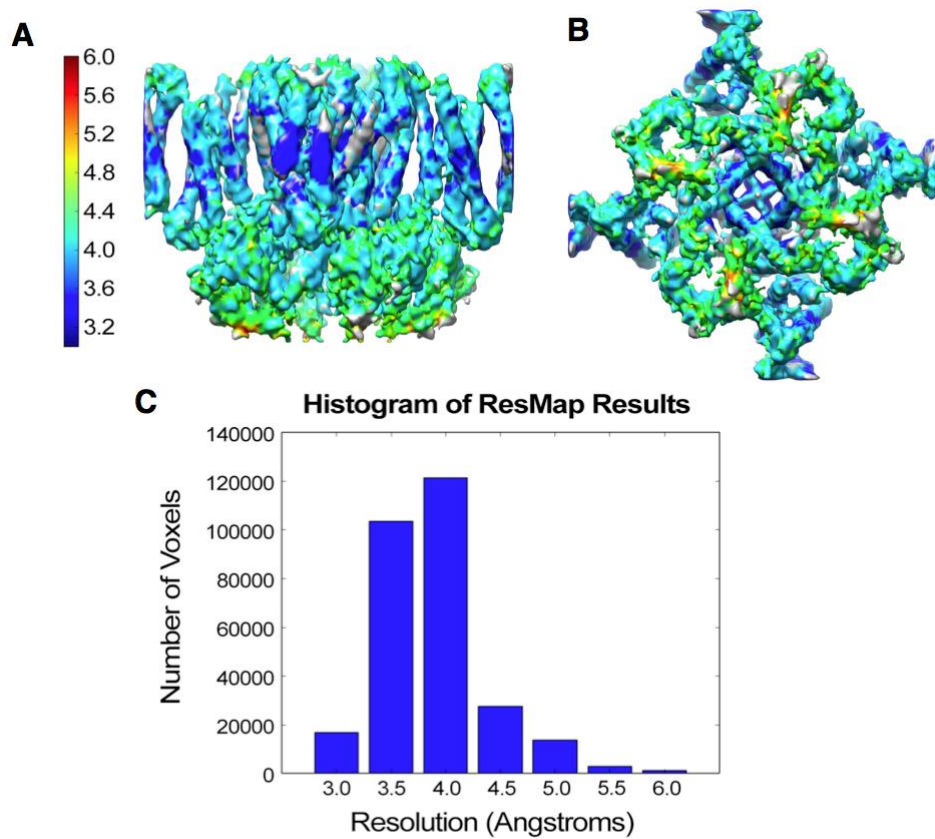 A
B
6.0
5.6
5.2
4.8
4.4
4.0
3.6
3.2
C
Histogram of ResMap Results
140000
120000
100000
80000
60000
40000
20000
0
Number of Voxels
3.0 3.5 4.0 4.5 5.0 5.5 6.0
Resolution (Angstroms)